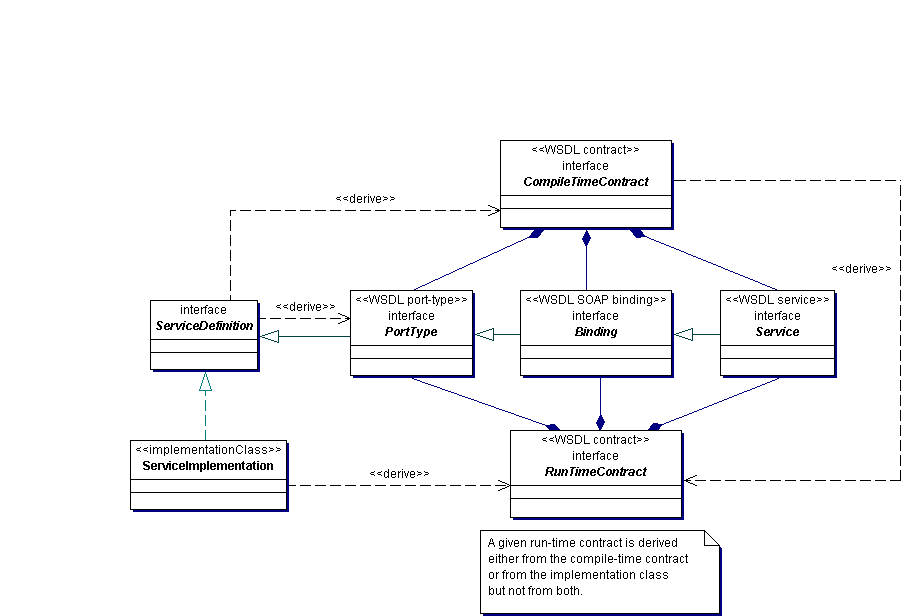 <<WSDL contract>>
interface
CompileTimeContract
<<derive>>
<<derive>>
interface
ServiceDefinition
<<derive>>
<<WSDL port-type>>
interface
PortType
<<WSDL SOAP binding>>
interface
Binding
<<WSDL service>>
interface
Service
<<implementationClass>>
ServiceImplementation
<<derive>>
<<WSDL contract>>
interface
RunTimeContract
A given run-time contract is derived
either from the compile-time contract
or from the implementation class
but not from both.